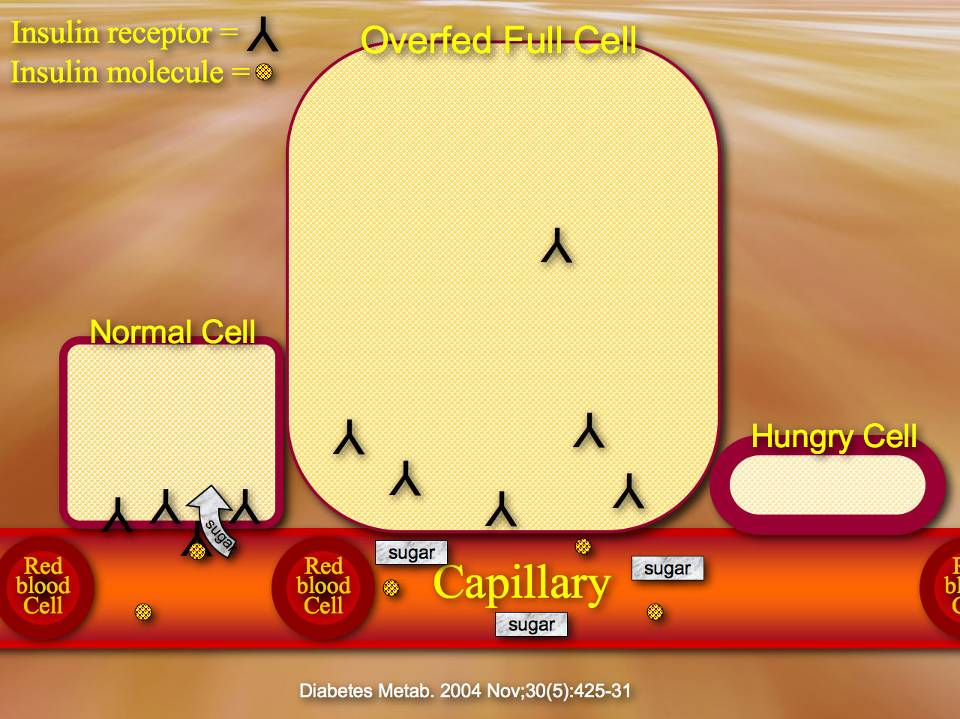 Insulin receptor =
Insulin molecule =
Overfed Full Cell
Normal Cell
Hungry Cell
sugar
Red
blood
Cell
Red
blood
Cell
sugar
sugar
sugar
Capillary
Diabetes Metab. 2004 Nov;30(5):425-31